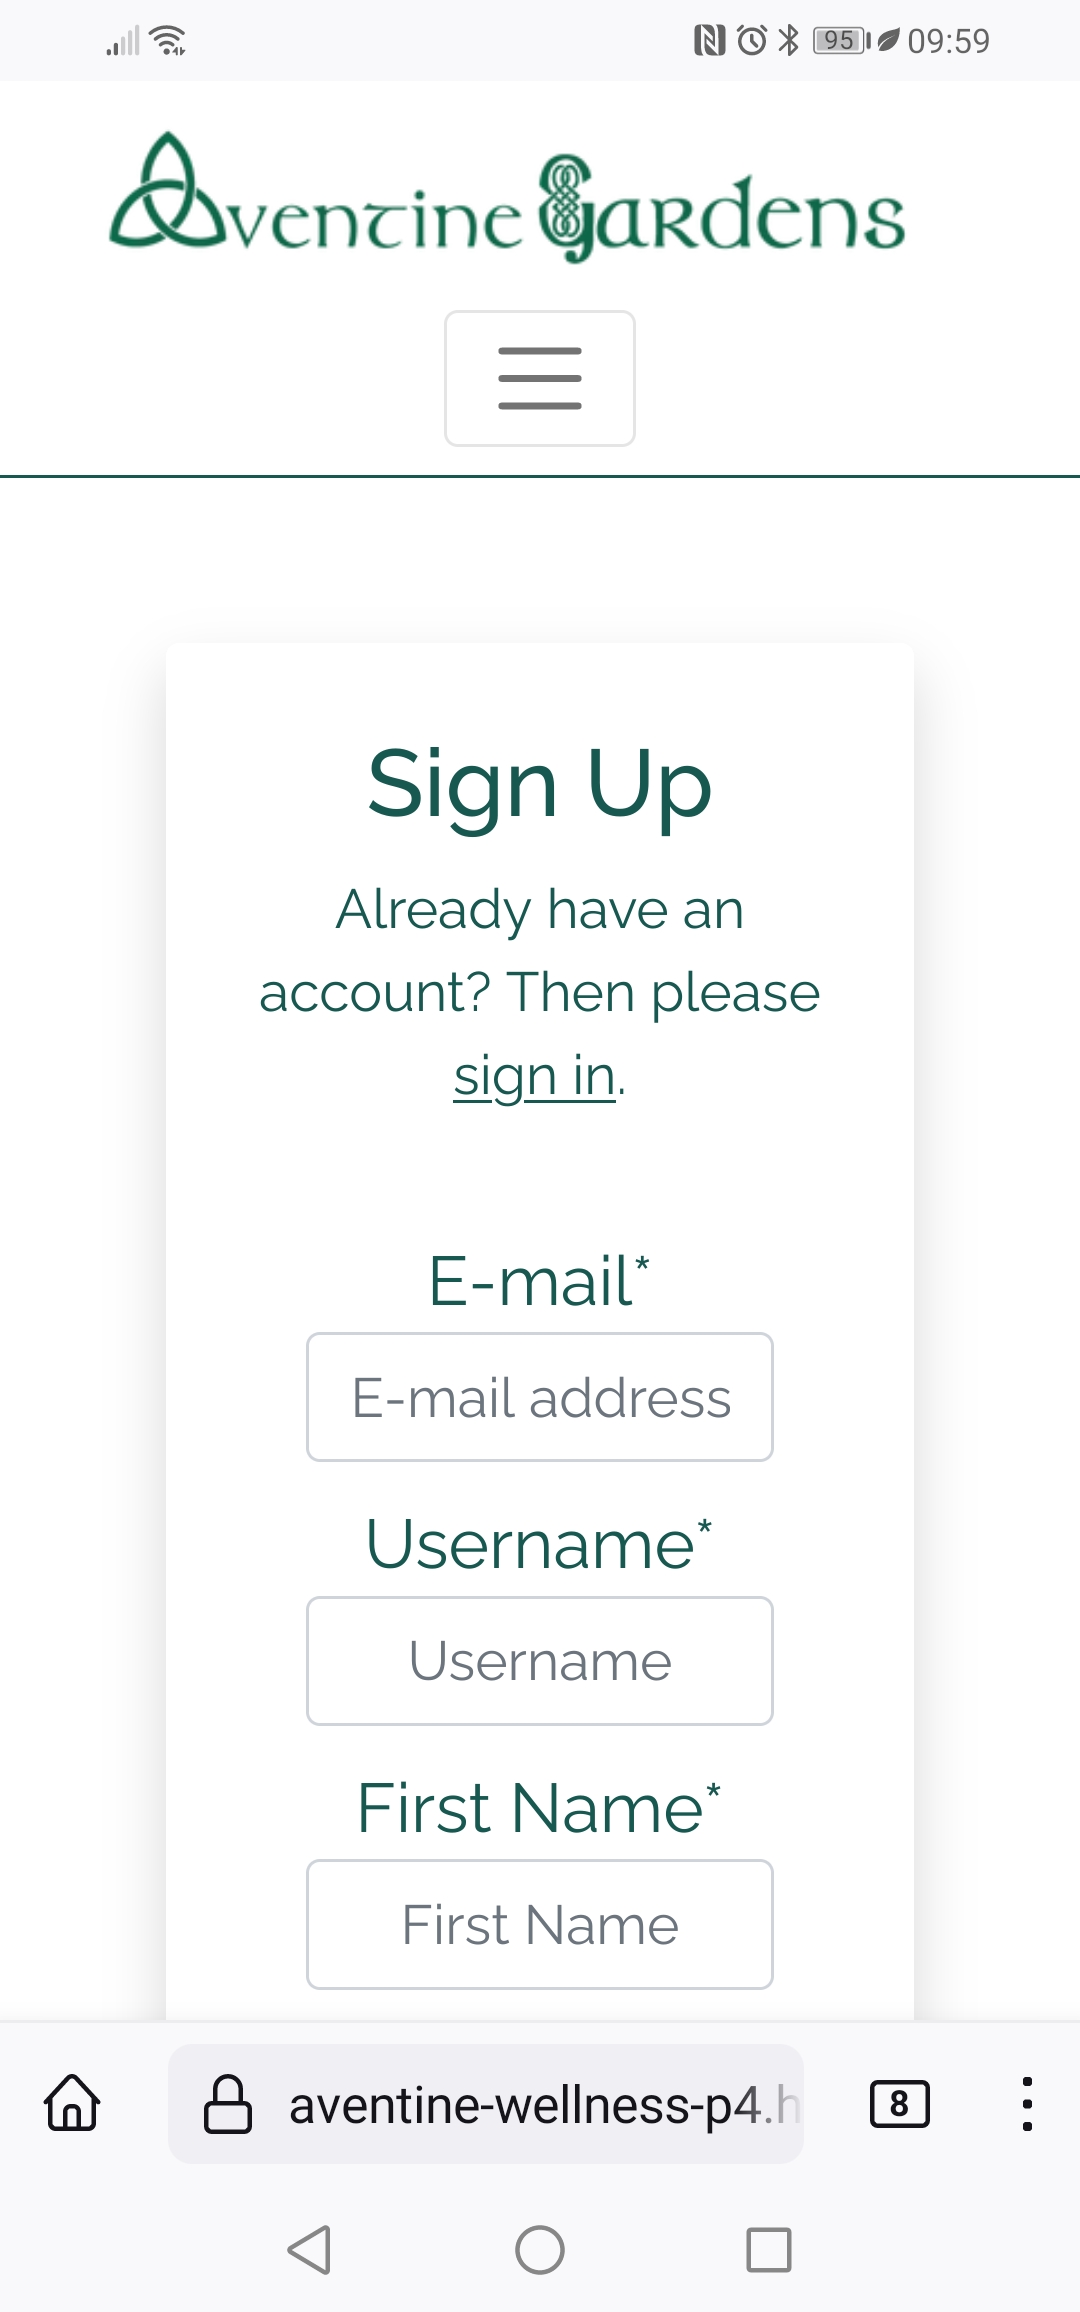 95 09:59
Aventine Gardens
Sign Up
Already have an
account? Then please
sign in.
E-mail*
E-mail address
Username*
Username
First Name*
First Name
aventine-wellness-p4.h
8